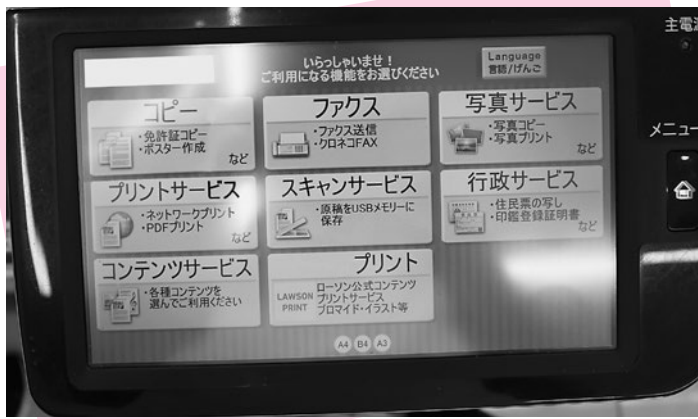 主電源
いらっしゃいませ！
ご利用になる機能をお選びください
Language
言語/げんご
メニュー
コピー
・免許証コピー
・ポスター作成
など
ファクス
・ファクス送信
・クロネコFAX
写真サービス
・写真コピー
・写真プリント
など
プリントサービス
・ネットワークプリント
・PDFプリント
など
スキャンサービス
・原稿をUSBメモリーに
保存
行政サービス
・住民票の写し
・印鑑登録証明書
など
コンテンツサービス
・各種コンテンツを
選んでご利用ください
プリント
LAWSON
PRINT
ローソン公式コンテンツ
プリントサービス
ブロマイド・イラスト等
A4 B4 A3